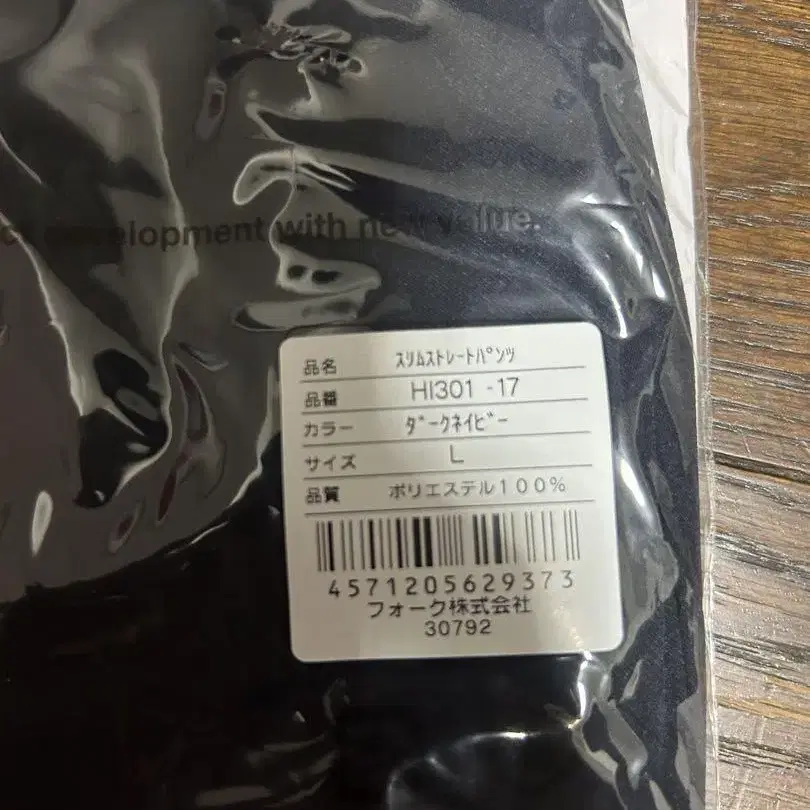 development with new value.
品名 スリムストレートパンツ
品番 HI301 -17
カラー ダークネイビー
サイズ L
品質 ポリエステル100%
4571205629373
フォーク株式会社
30792